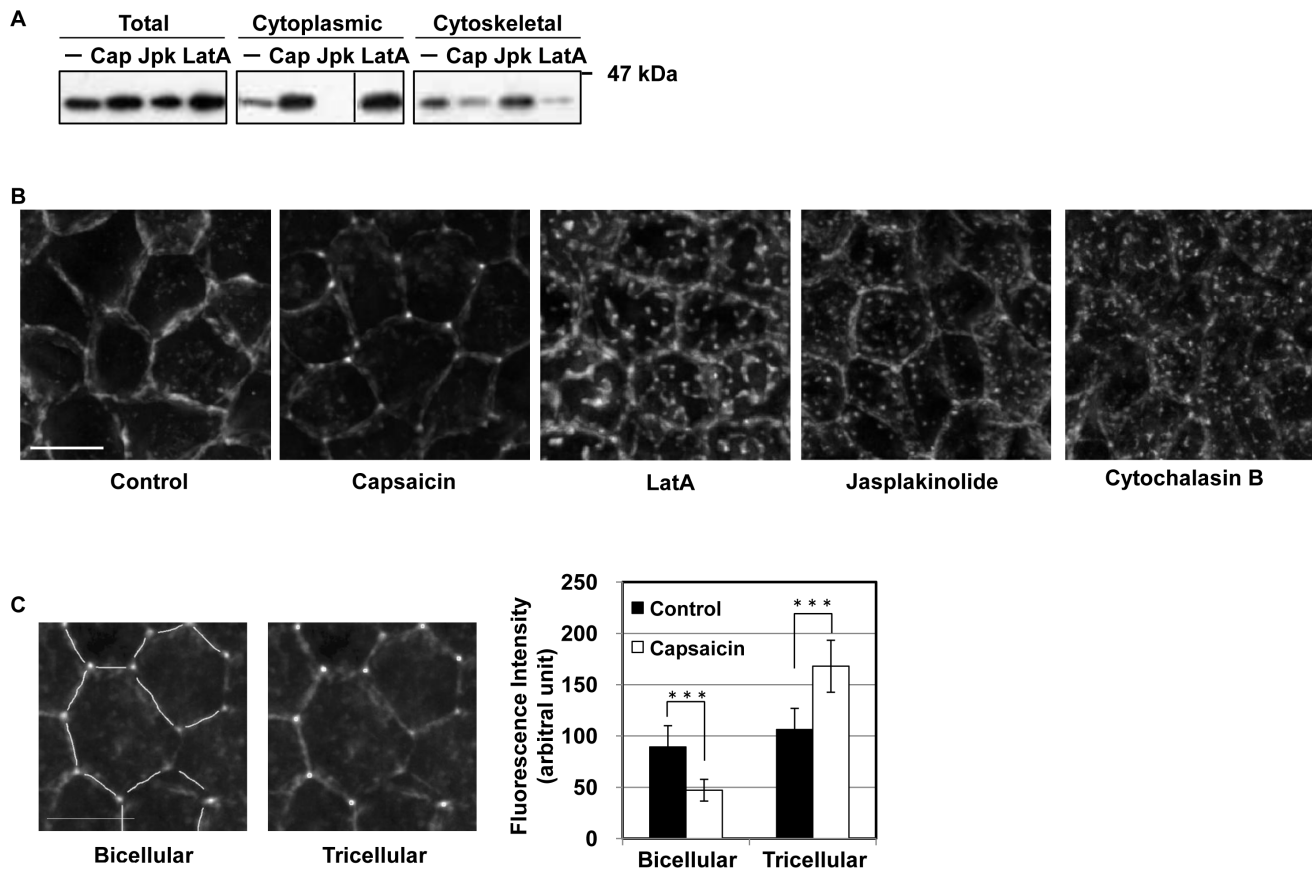 A
Total Cytoplasmic Cytoskeletal
– Cap Jpk LatA – Cap Jpk LatA – Cap Jpk LatA
47 kDa
B
Control Capsaicin LatA Jasplakinolide Cytochalasin B
C
Bicellular Tricellular
Fluorescence Intensity
(arbitral unit)
250
200
150
100
50
0
Control
Capsaicin
***
***
Bicellular Tricellular